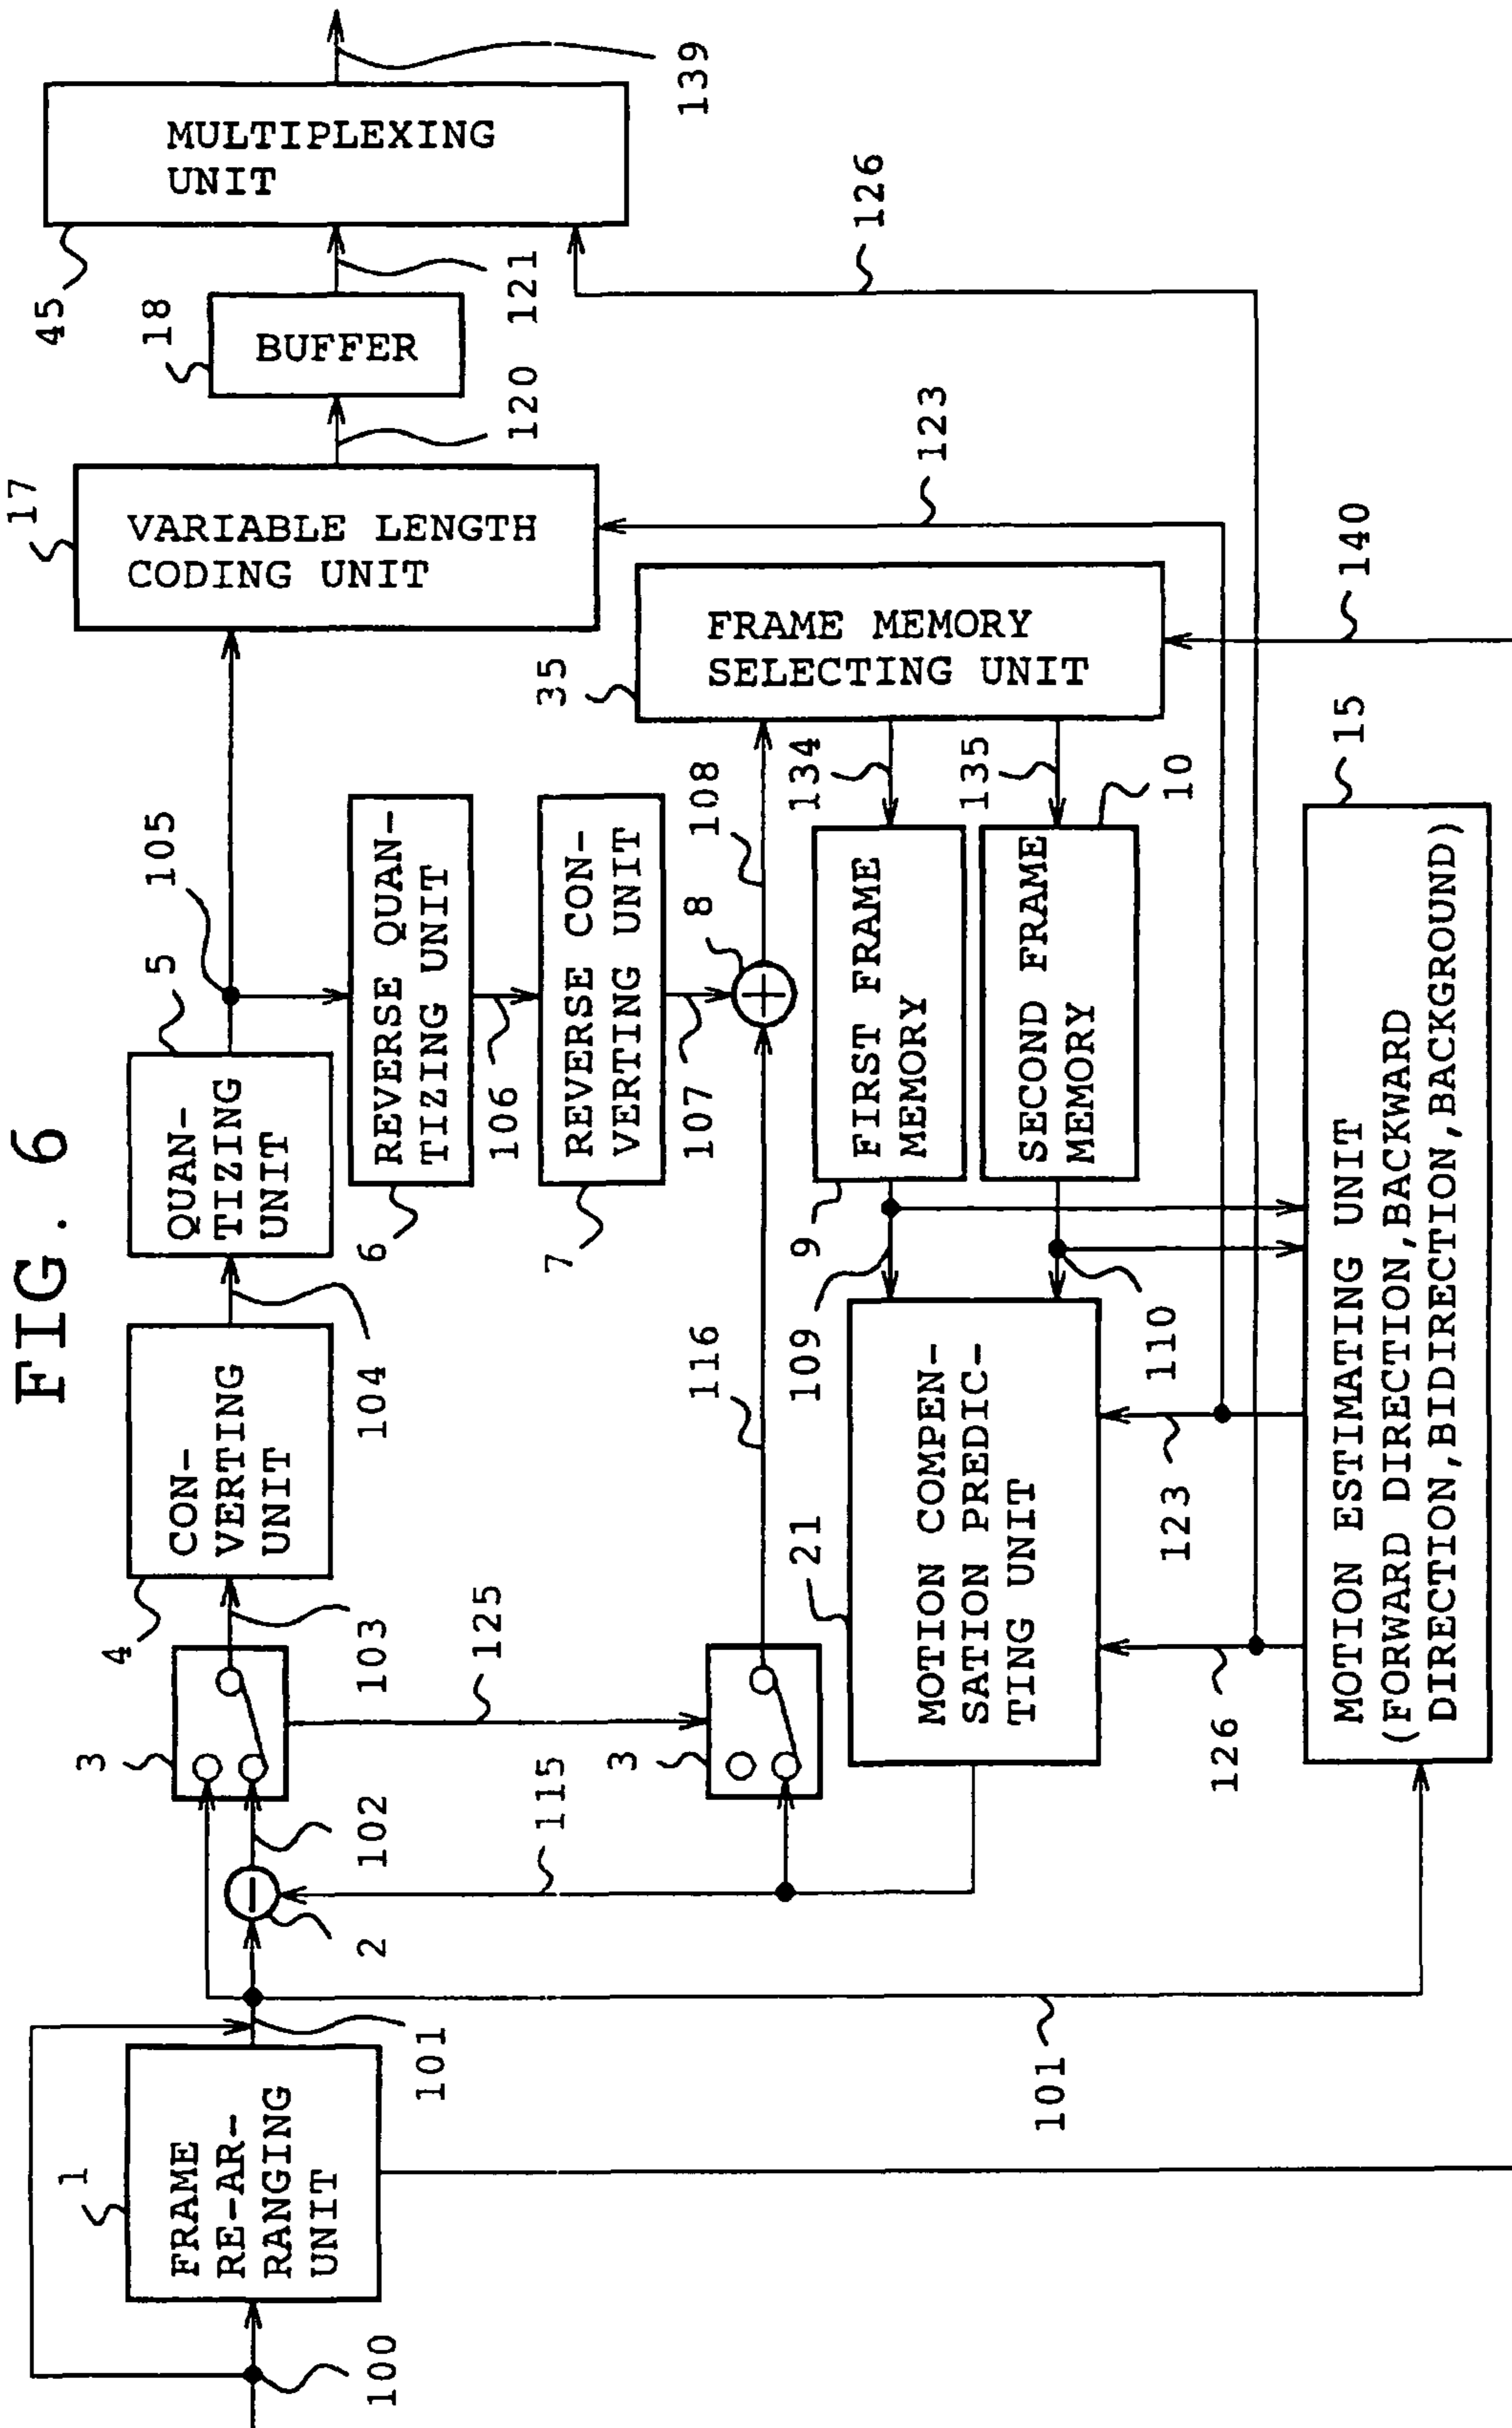 FIG. 6
1
FRAME
RE-AR-
RANGING
UNIT
100
101
2
102
3
103
4
CON-
VERTING
UNIT
104
QUAN-
TIZING
UNIT
5
105
17
VARIABLE LENGTH
CODING UNIT
120
18
BUFFER
121
45
MULTIPLEXING
UNIT
139
6
REVERSE QUAN-
TIZING UNIT
106
7
REVERSE CON-
VERTING UNIT
107
8
108
115
125
3
116
35
FRAME MEMORY
SELECTING UNIT
134
135
123
126
140
21
MOTION COMPEN-
SATION PREDIC-
TING UNIT
109
110
9
FIRST FRAME
MEMORY
SECOND FRAME
MEMORY
10
101
126
123
15
MOTION ESTIMATING UNIT
(FORWARD DIRECTION,BACKWARD
DIRECTION,BIDIRECTION,BACKGROUND)